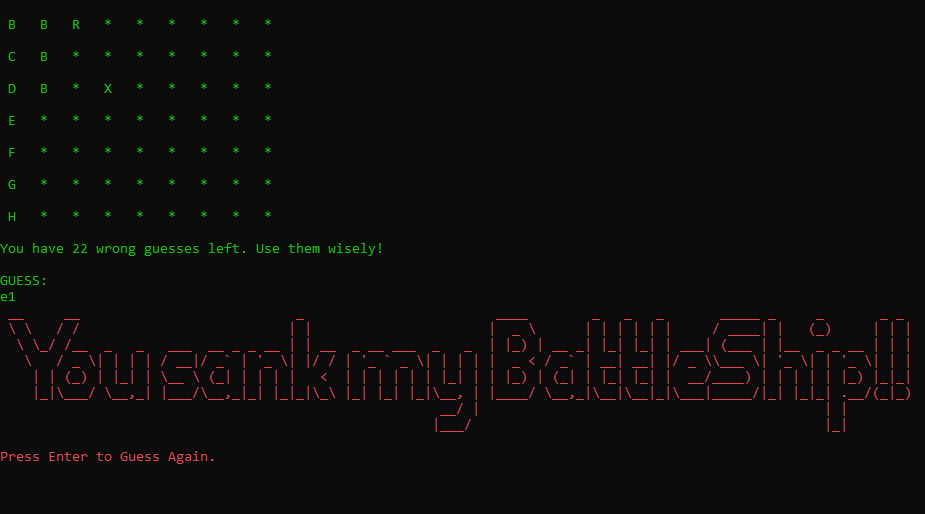 B B R * * * * * *
C B * * * * * * *
D B * X * * * * *
E * * * * * * * *
F * * * * * * * *
G * * * * * * * *
H * * * * * * * *
You have 22 wrong guesses left. Use them wisely!
GUESS:
e1
You sank my BattleShip!!
Press Enter to Guess Again.